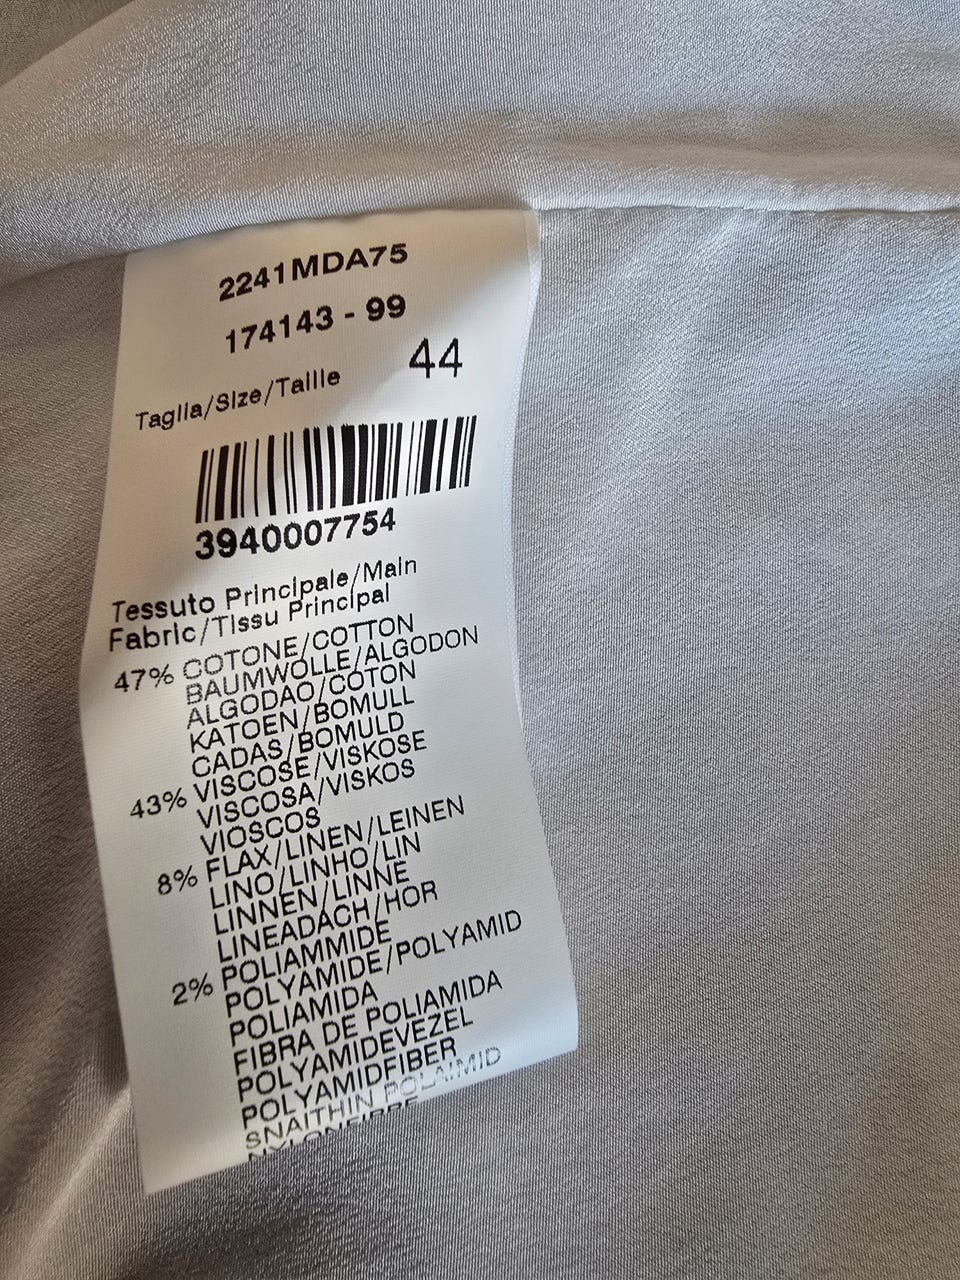 2241MDA75
174143 - 99
Taglia/Size/Taille 44
3940007754
Tessuto Principale/Main
Fabric/Tissu Principal
47% COTONE/COTTON
BAUMWOLLE/ALGODON
ALGODAO/COTON
KATOEN/BOMULL
CADAS/BOMULD
43% VISCOSE/VISKOSE
VISCOSA/VISKOS
VIOSCOS
8% FLAX/LINEN/LEINEN
LINO/LINHO/LIN
LINNEN/LINNE
LINEADACH/HOR
2% POLIAMMIDE
POLYAMIDE/POLYAMID
POLIAMIDA
FIBRA DE POLIAMIDA
POLYAMIDEVEZEL
POLYAMIDFIBER
SNAITHIN POLAIMID